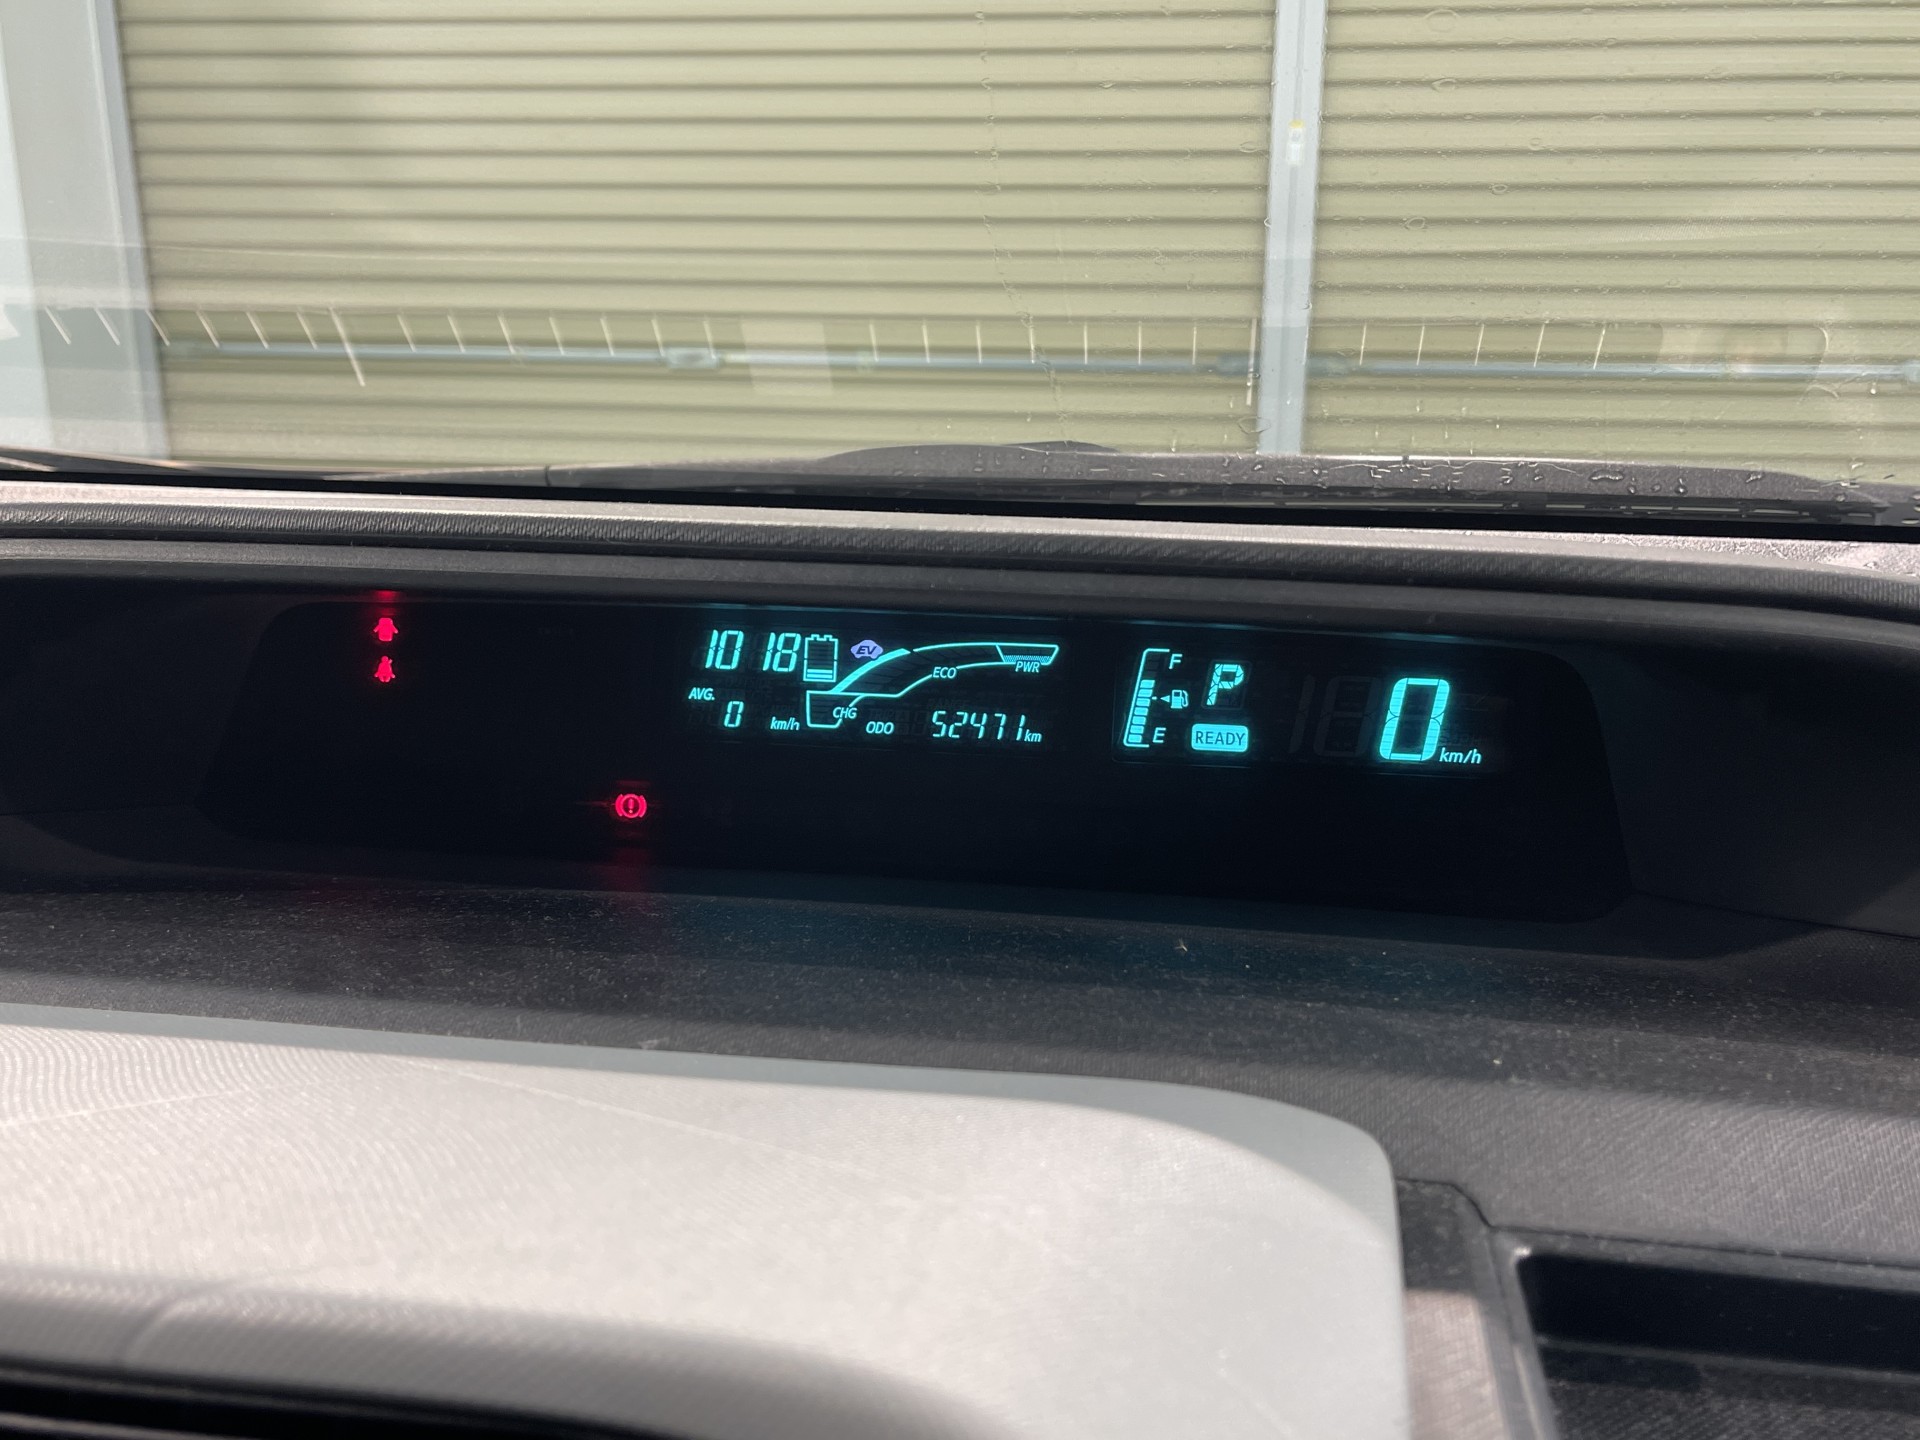 10 18
EV
ECO
PWR
AVG.
0 km/h
CHG
ODO 52471 km
F
E
P
READY
0 km/h